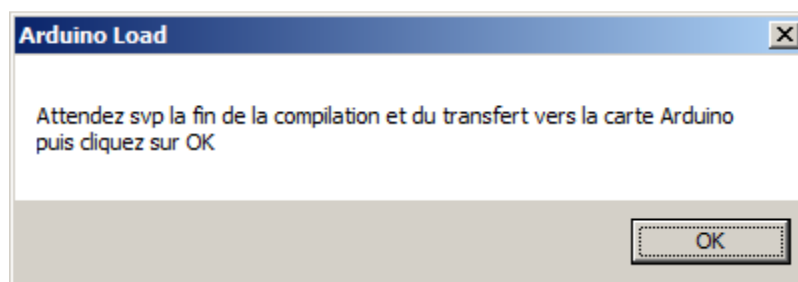 Arduino Load
Attendez svp la fin de la compilation et du transfert vers la carte Arduino
puis cliquez sur OK
OK